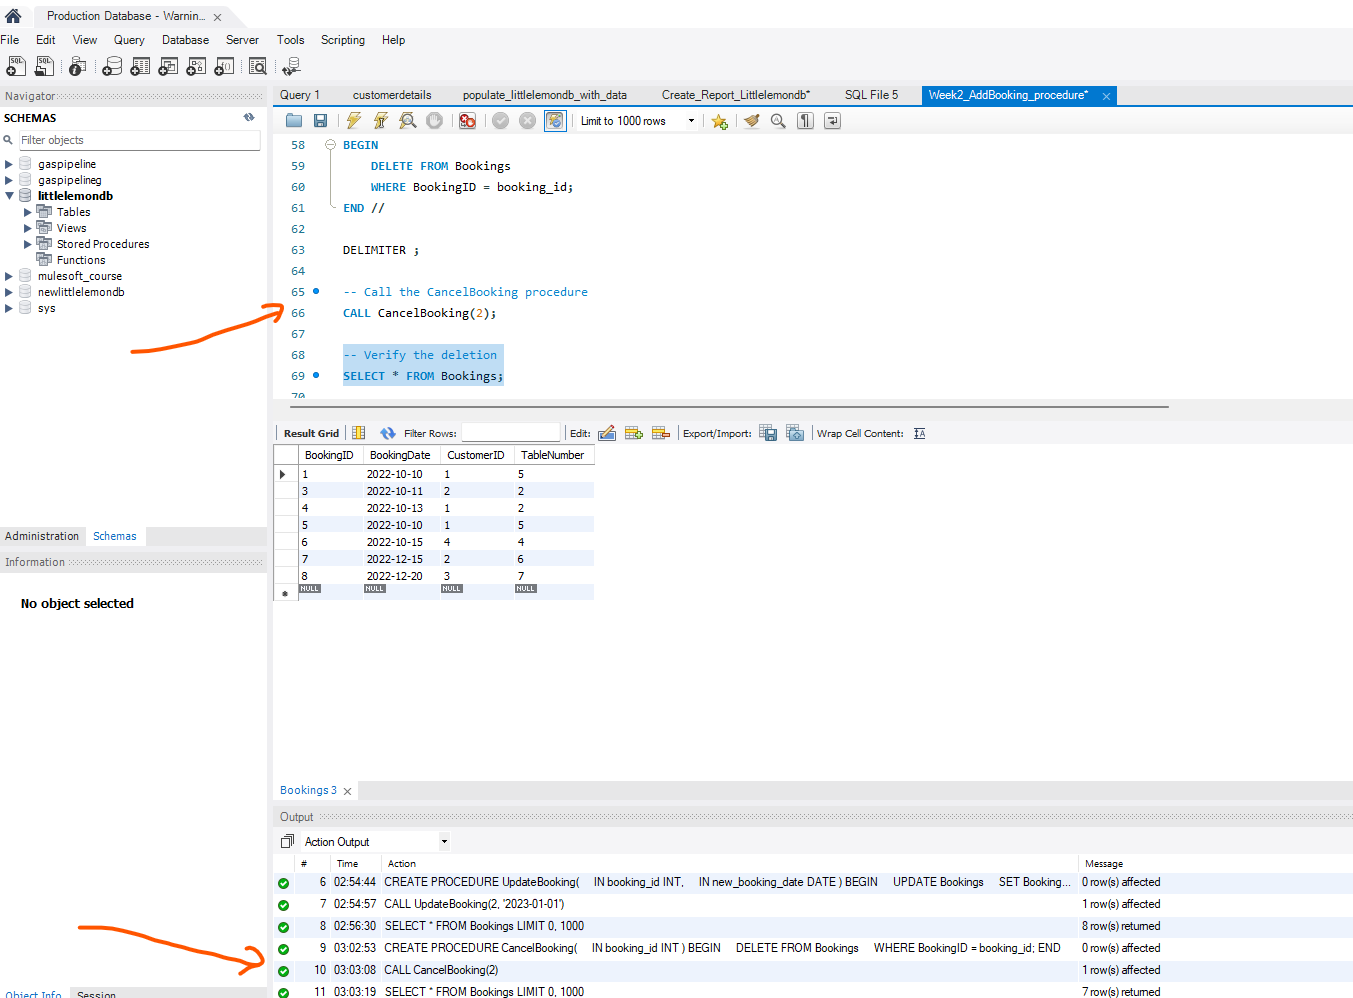 Production Database - Warnin...
File Edit View Query Database Server Tools Scripting Help
Navigator
SCHEMAS
Filter objects
gaspipeline
gaspipelineg
littlelemondb
Tables
Views
Stored Procedures
Functions
mulesoft_course
newlittlelemondb
sys
Administration Schemas
Information
No object selected
Object Info Session
Query 1 customerdetails populate_littlelemondb_with_data Create_Report_Littlelemondb* SQL File 5 Week2_AddBooking_procedure*
Limit to 1000 rows
58 BEGIN
59 DELETE FROM Bookings
60 WHERE BookingID = booking_id;
61 END //
62
63 DELIMITER ;
64
65 -- Call the CancelBooking procedure
66 CALL CancelBooking(2);
67
68 -- Verify the deletion
69 SELECT * FROM Bookings;
70
Result Grid Filter Rows: Edit: Export/Import: Wrap Cell Content:
BookingID BookingDate CustomerID TableNumber
1 2022-10-10 1 5
3 2022-10-11 2 2
4 2022-10-13 1 2
5 2022-10-10 1 5
6 2022-10-15 4 4
7 2022-12-15 2 6
8 2022-12-20 3 7
NULL NULL NULL NULL
Bookings 3
Output
Action Output
# Time Action Message
6 02:54:44 CREATE PROCEDURE UpdateBooking( IN booking_id INT, IN new_booking_date DATE ) BEGIN UPDATE Bookings SET Booking... 0 row(s) affected
7 02:54:57 CALL UpdateBooking(2, '2023-01-01') 1 row(s) affected
8 02:56:30 SELECT * FROM Bookings LIMIT 0, 1000 8 row(s) returned
9 03:02:53 CREATE PROCEDURE CancelBooking( IN booking_id INT ) BEGIN DELETE FROM Bookings WHERE BookingID = booking_id; END 0 row(s) affected
10 03:03:08 CALL CancelBooking(2) 1 row(s) affected
11 03:03:19 SELECT * FROM Bookings LIMIT 0, 1000 7 row(s) returned